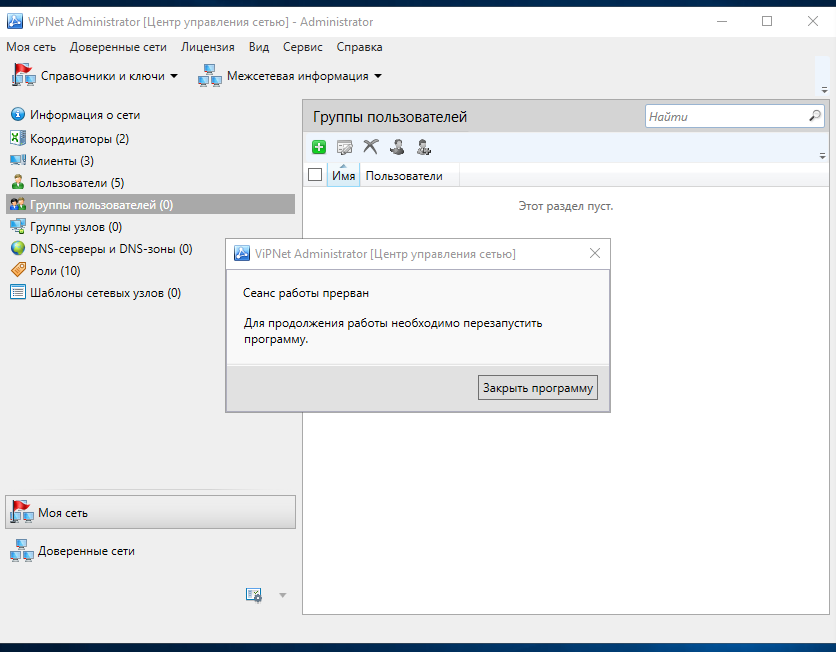 ViPNet Administrator [Центр управления сетью] - Administrator
Моя сеть Доверенные сети Лицензия Вид Сервис Справка
Справочники и ключи Межсетевая информация
Информация о сети
Координаторы (2)
Клиенты (3)
Пользователи (5)
Группы пользователей (0)
Группы узлов (0)
DNS-серверы и DNS-зоны (0)
Роли (10)
Шаблоны сетевых узлов (0)
Группы пользователей
Найти
Имя Пользователи
Этот раздел пуст.
ViPNet Administrator [Центр управления сетью]
Сеанс работы прерван
Для продолжения работы необходимо перезапустить
программу.
Закрыть программу
Моя сеть
Доверенные сети